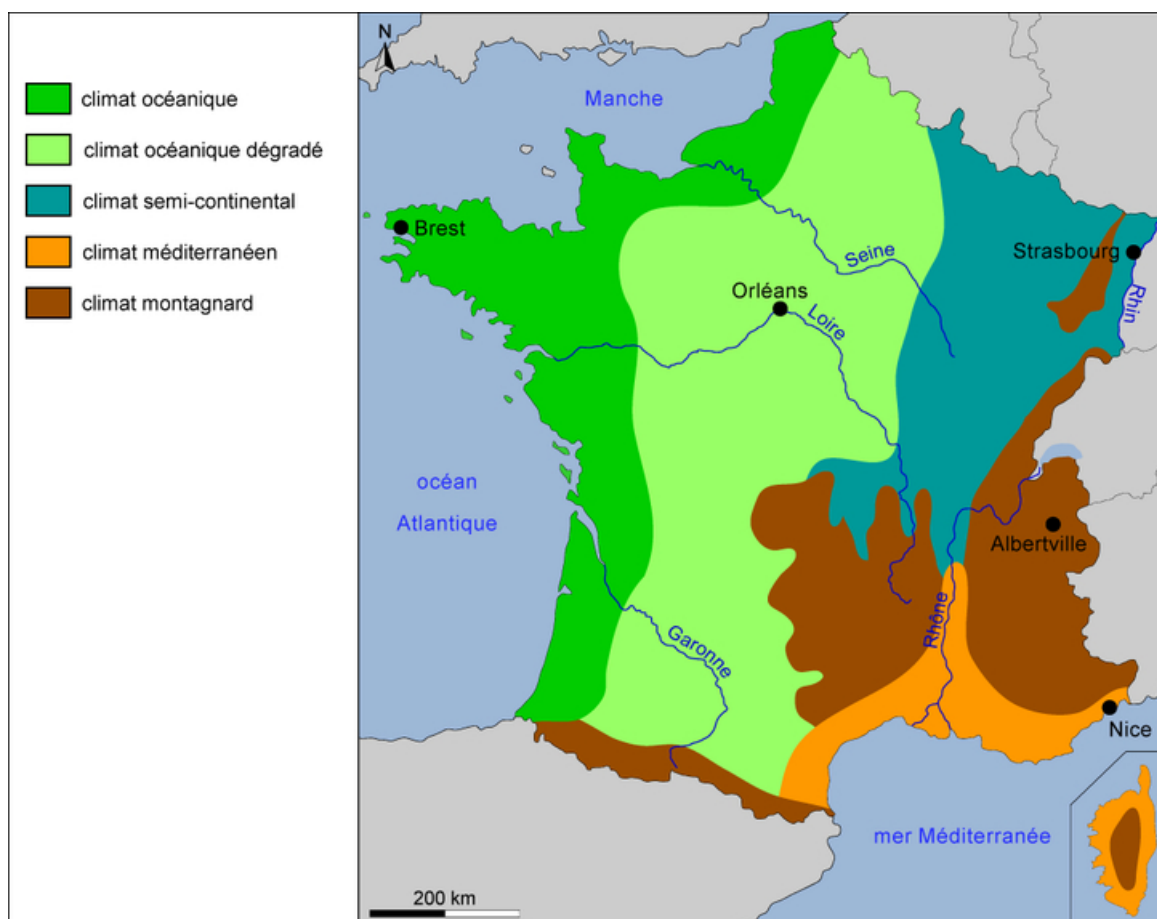 climat océanique
climat océanique dégradé
climat semi-continental
climat méditerranéen
climat montagnard
N
Manche
Brest
Seine
Strasbourg
Rhin
Orléans
Loire
océan
Atlantique
Albertville
Rhône
Garonne
Nice
mer Méditerranée
200 km